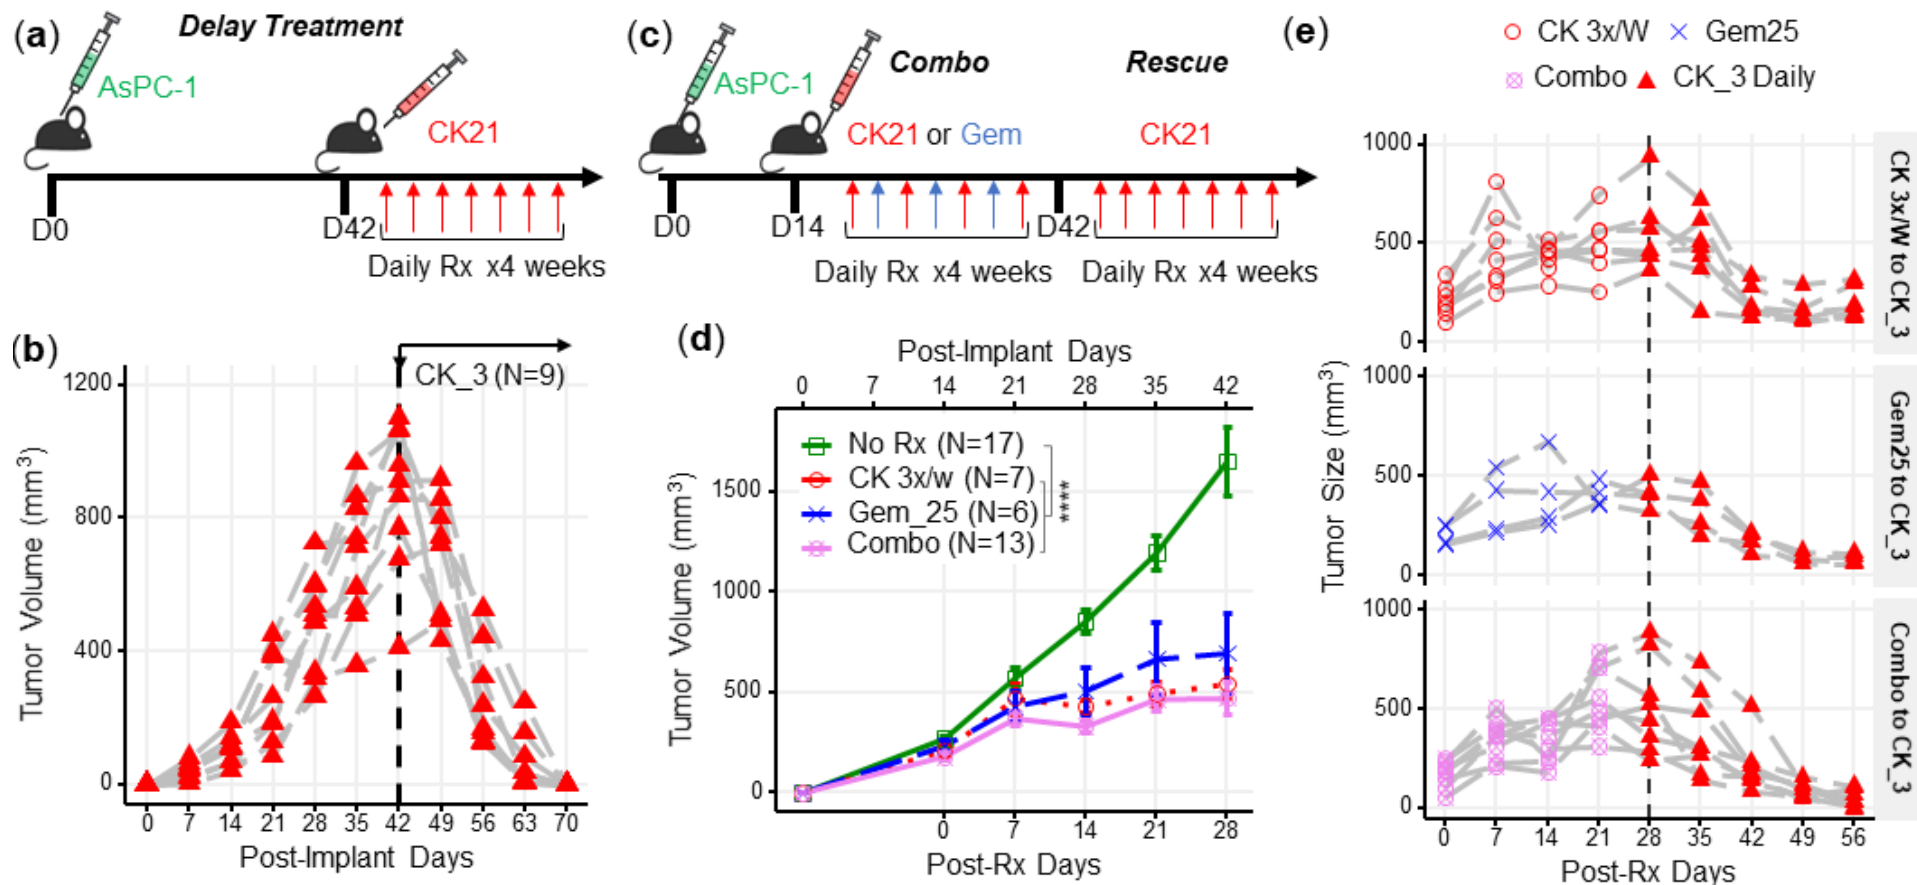 (a)
Delay Treatment
AsPC-1
CK21
D0
D42
Daily Rx x4 weeks
(b)
CK_3 (N=9)
Tumor Volume (mm³)
1200
800
400
0
0 7 14 21 28 35 42 49 56 63 70
Post-Implant Days
(c)
Combo
Rescue
AsPC-1
CK21 or Gem
CK21
D0
D14
D42
Daily Rx x4 weeks
Daily Rx x4 weeks
(d)
Post-Implant Days
0 7 14 21 28 35 42
No Rx (N=17)
CK 3x/w (N=7)
Gem_25 (N=6)
Combo (N=13)
****
Tumor Volume (mm³)
1500
1000
500
0
0 7 14 21 28
Post-Rx Days
(e)
CK 3x/W
Gem25
Combo
CK_3 Daily
Tumor Size (mm³)
1000
500
0
CK 3x/W to CK_3
1000
500
0
Gem25 to CK_3
1000
500
0
Combo to CK_3
0 7 14 21 28 35 42 49 56
Post-Rx Days